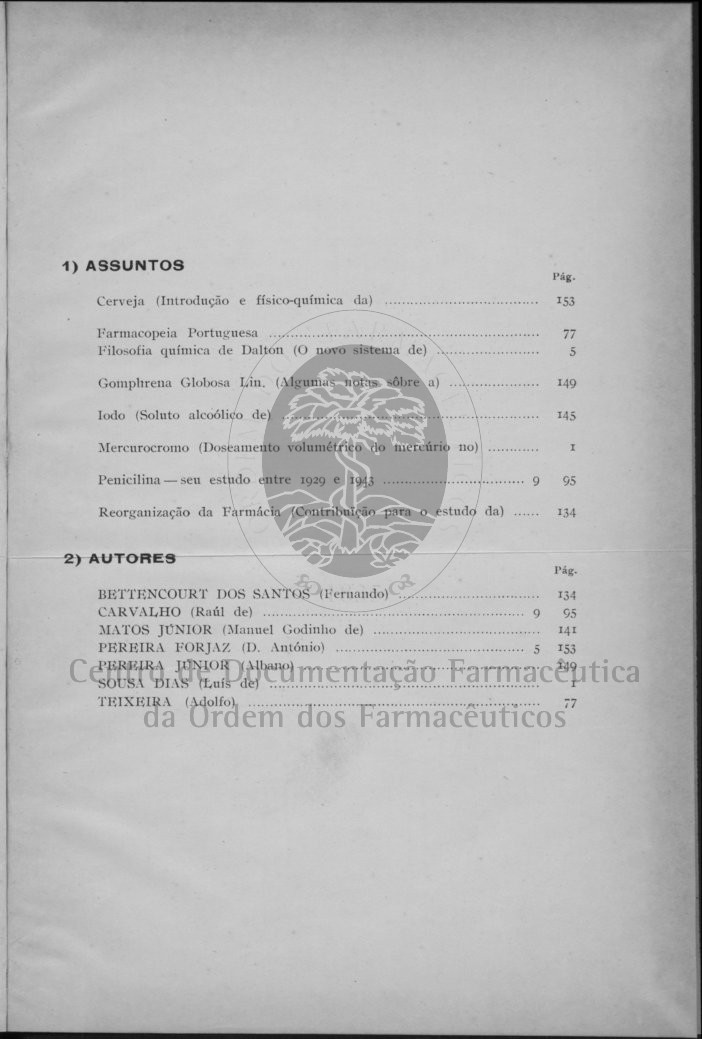 1) ASSUNTOS
Pág.
Cerveja (Introdução e físico-química da) .................................. 153
Farmacopeia Portuguesa .............................................................. 77
Filosofia química de Dalton (O novo sistema de) ....................... 5
Gomphrena Globosa Lin. (Algumas notas sôbre a) .................... 149
Iodo (Soluto alcoólico de) ........................................................... 145
Mercurocromo (Doseamento volumétrico do mercúrio no) ............ 1
Penicilina — seu estudo entre 1929 e 1943 ................................ 9 95
Reorganização da Farmácia (Contribuïção para o estudo da) ...... 134
2) AUTORES
Pág.
BETTENCOURT DOS SANTOS (Fernando) ................................ 134
CARVALHO (Raúl de) ............................................................ 9 95
MATOS JÚNIOR (Manuel Godinho de) ...................................... 141
PEREIRA FORJAZ (D. António) ............................................. 5 153
PEREIRA JÚNIOR (Albano) ....................................................... 149
SOUSA DIAS (Luís de) .............................................................. 1
TEIXEIRA (Adolfo) ................................................................... 77
Centro de Documentação Farmacêutica
da Ordem dos Farmacêuticos